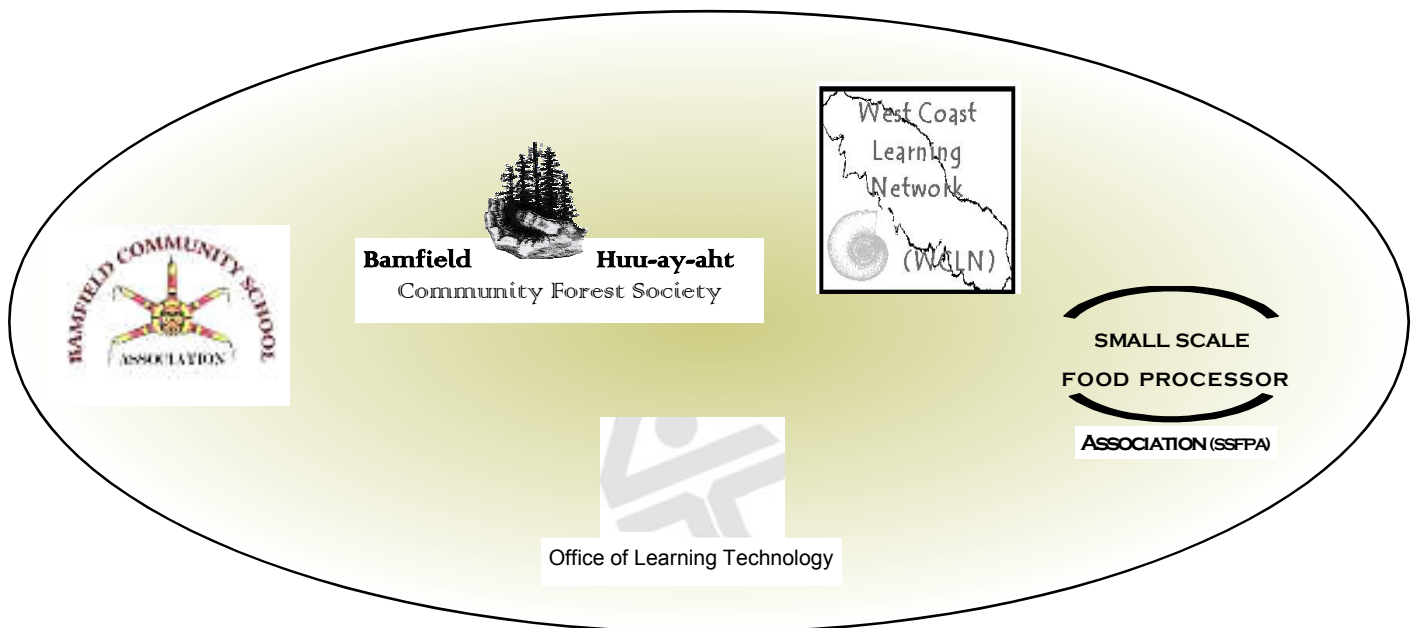 BAMFIELD COMMUNITY SCHOOL
ASSOCIATION
Bamfield Huu-ay-aht
Community Forest Society
West Coast
Learning
Network
(WCLN)
SMALL SCALE
FOOD PROCESSOR
ASSOCIATION (SSFPA)
Office of Learning Technology